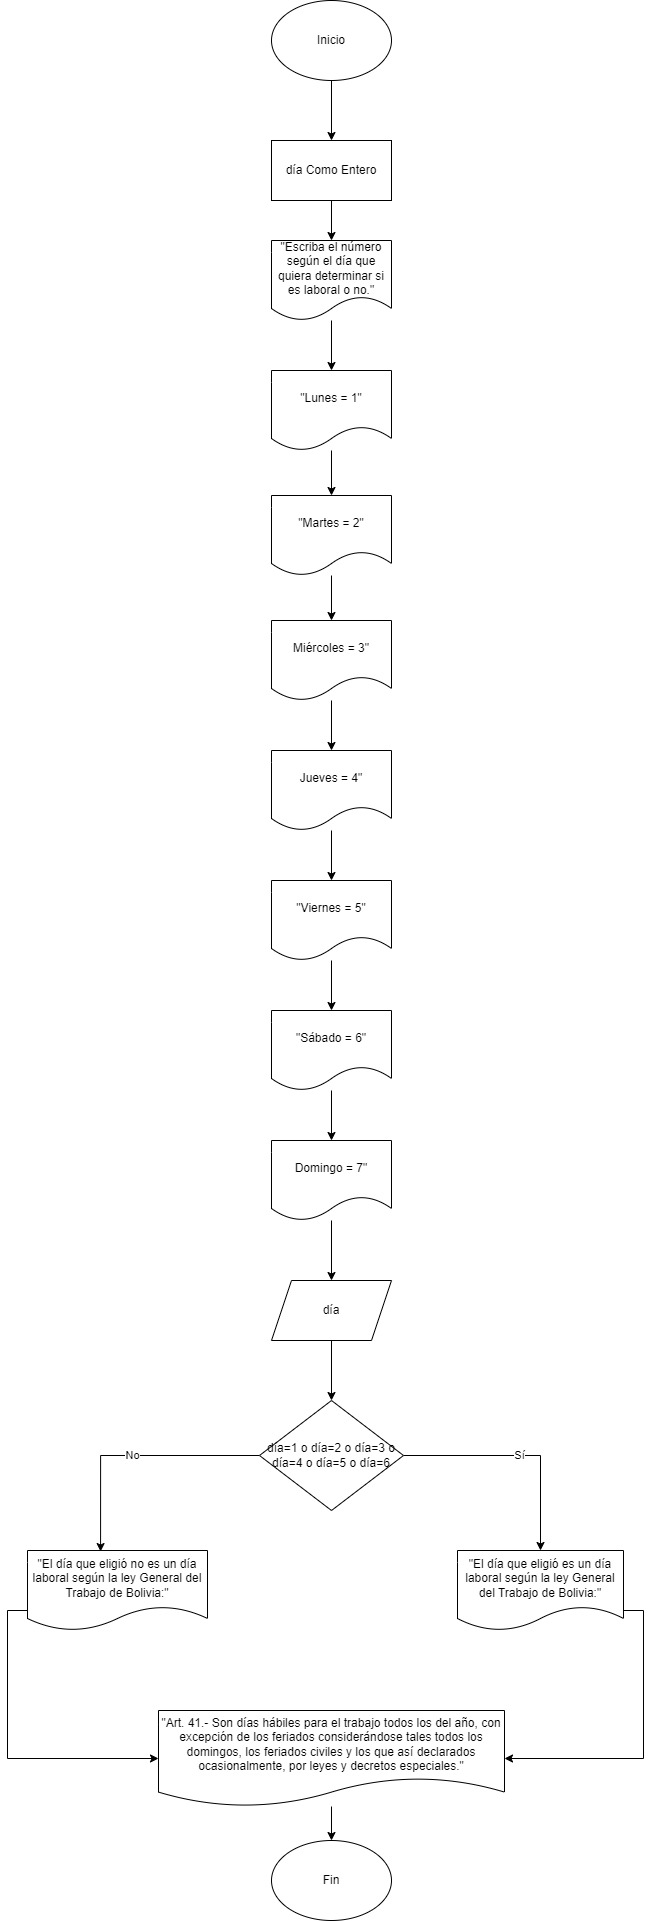 Inicio
día Como Entero
"Escriba el número
según el día que
quiera determinar si
es laboral o no."
"Lunes = 1"
"Martes = 2"
Miércoles = 3"
Jueves = 4"
"Viernes = 5"
"Sábado = 6"
Domingo = 7"
día
día=1 o día=2 o día=3 o
día=4 o día=5 o día=6
No
Sí
"El día que eligió no es un día
laboral según la ley General del
Trabajo de Bolivia:"
"El día que eligió es un día
laboral según la ley General
del Trabajo de Bolivia:"
"Art. 41.- Son días hábiles para el trabajo todos los del año, con
excepción de los feriados considerándose tales todos los
domingos, los feriados civiles y los que así declarados
ocasionalmente, por leyes y decretos especiales."
Fin